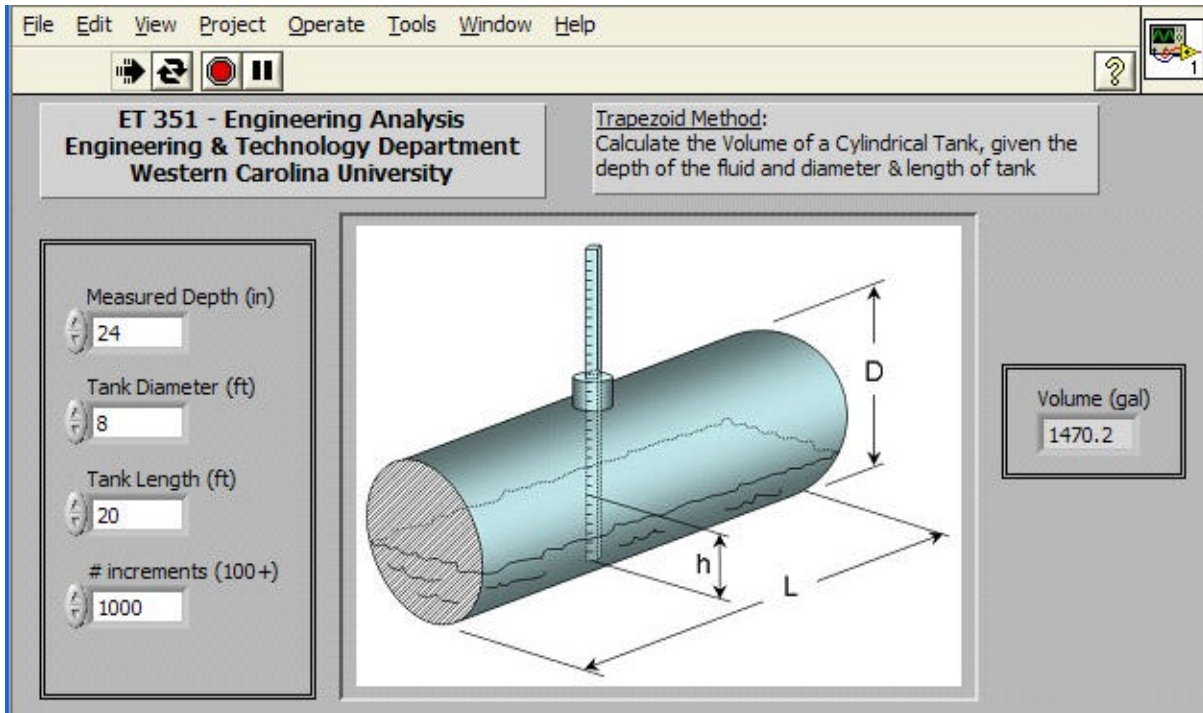 File Edit View Project Operate Tools Window Help
?
1
ET 351 - Engineering Analysis
Engineering & Technology Department
Western Carolina University
Trapezoid Method:
Calculate the Volume of a Cylindrical Tank, given the
depth of the fluid and diameter & length of tank
Measured Depth (in)
24
Tank Diameter (ft)
8
Tank Length (ft)
20
# increments (100+)
1000
D
h
L
Volume (gal)
1470.2